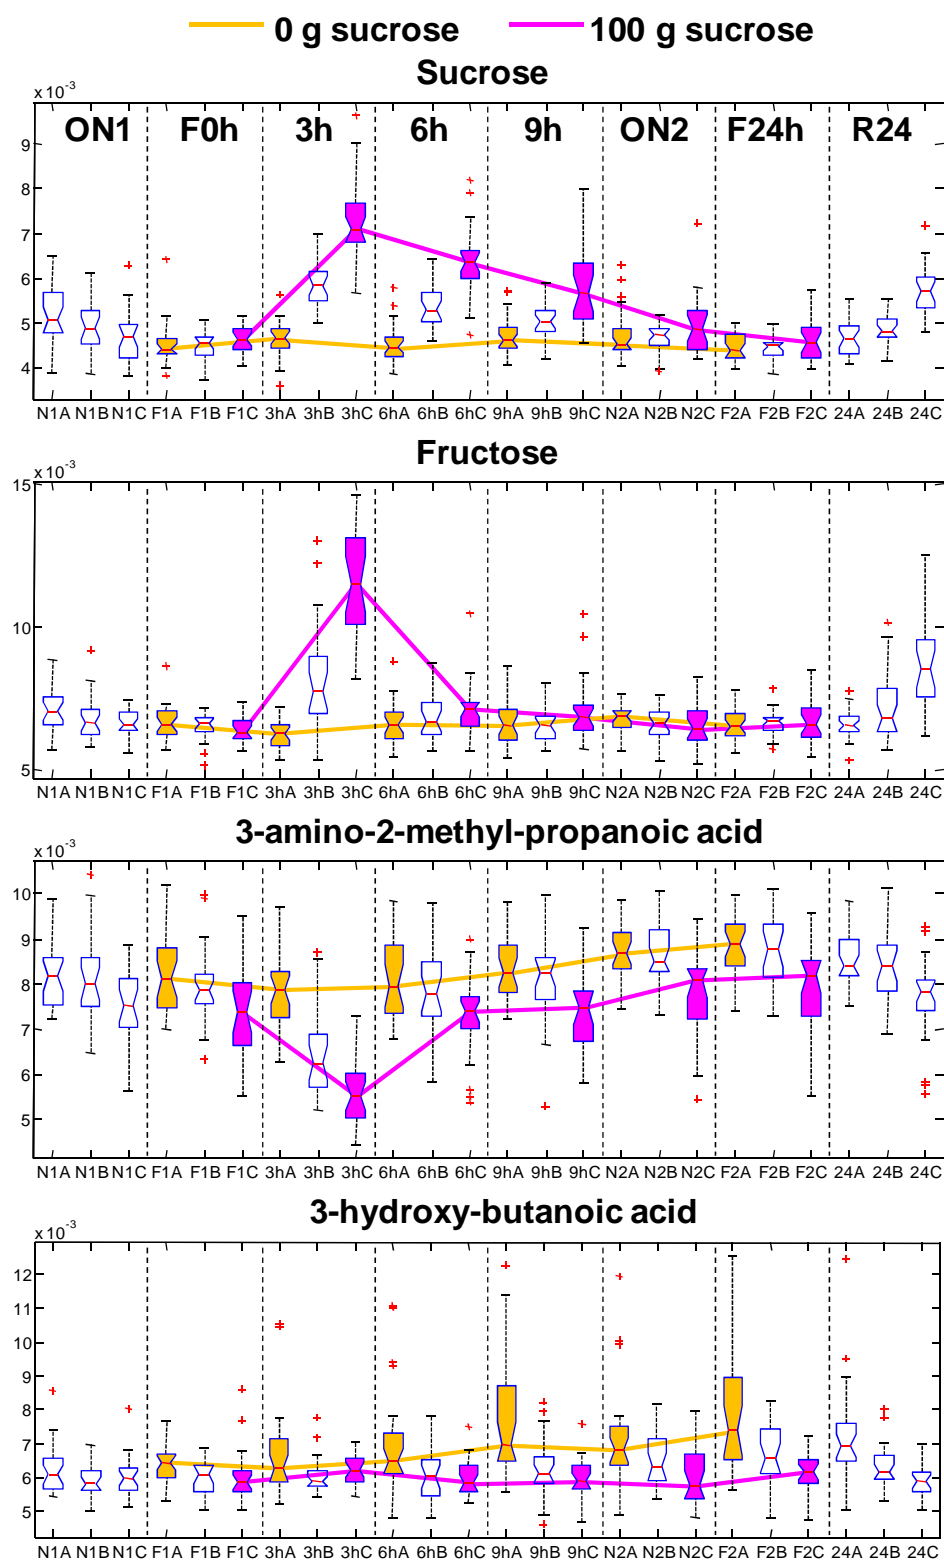 0 g sucrose 100 g sucrose
Sucrose
x 10-3
ON1 F0h 3h 6h 9h ON2 F24h R24
9
8
7
6
5
4
N1A N1B N1C F1A F1B F1C 3hA 3hB 3hC 6hA 6hB 6hC 9hA 9hB 9hC N2A N2B N2C F2A F2B F2C 24A 24B 24C
Fructose
x 10-3
15
10
5
N1A N1B N1C F1A F1B F1C 3hA 3hB 3hC 6hA 6hB 6hC 9hA 9hB 9hC N2A N2B N2C F2A F2B F2C 24A 24B 24C
3-amino-2-methyl-propanoic acid
x 10-3
10
9
8
7
6
5
N1A N1B N1C F1A F1B F1C 3hA 3hB 3hC 6hA 6hB 6hC 9hA 9hB 9hC N2A N2B N2C F2A F2B F2C 24A 24B 24C
3-hydroxy-butanoic acid
x 10-3
12
11
10
9
8
7
6
5
N1A N1B N1C F1A F1B F1C 3hA 3hB 3hC 6hA 6hB 6hC 9hA 9hB 9hC N2A N2B N2C F2A F2B F2C 24A 24B 24C